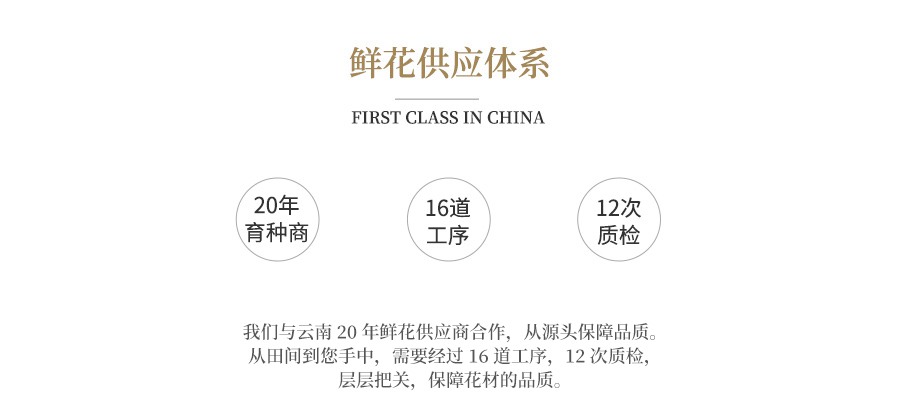 鲜花供应体系
FIRST CLASS IN CHINA
20年
育种商
16道
工序
12次
质检
我们与云南 20 年鲜花供应商合作，从源头保障品质。
从田间到您手中，需要经过 16 道工序，12 次质检，
层层把关，保障花材的品质。